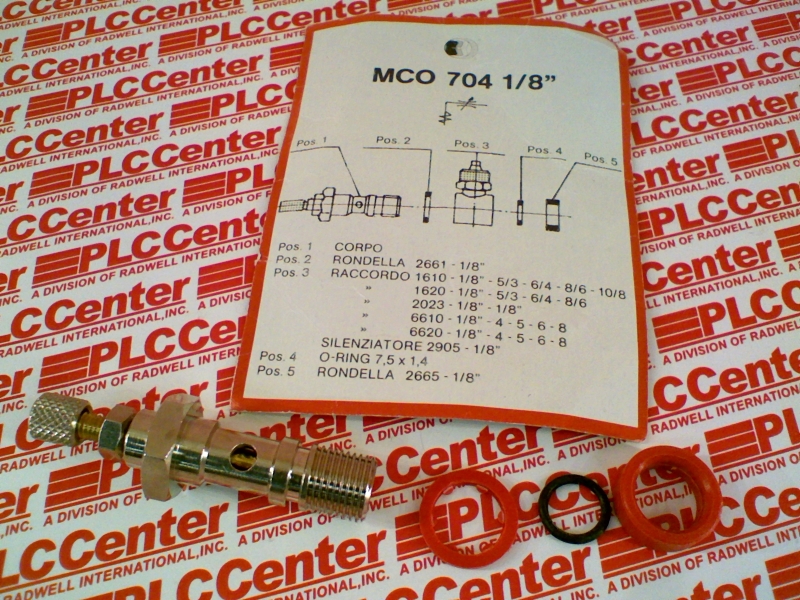 MCO 704 1/8"
Pos. 1
Pos. 2
Pos. 3
Pos. 4
Pos. 5
Pos. 1 CORPO
Pos. 2 RONDELLA 2661 - 1/8"
Pos. 3 RACCORDO 1610 - 1/8" - 5/3 - 6/4 - 8/6 - 10/8
" 1620 - 1/8" - 5/3 - 6/4 - 8/6
" 2023 - 1/8" - 1/8"
" 6610 - 1/8" - 4 - 5 - 6 - 8
" 6620 - 1/8" - 4 - 5 - 6 - 8
SILENZIATORE 2905 - 1/8"
Pos. 4 O-RING 7,5 x 1,4
Pos. 5 RONDELLA 2665 - 1/8"
PLCCenter
A DIVISION OF RADWELL INTERNATIONAL, INC.